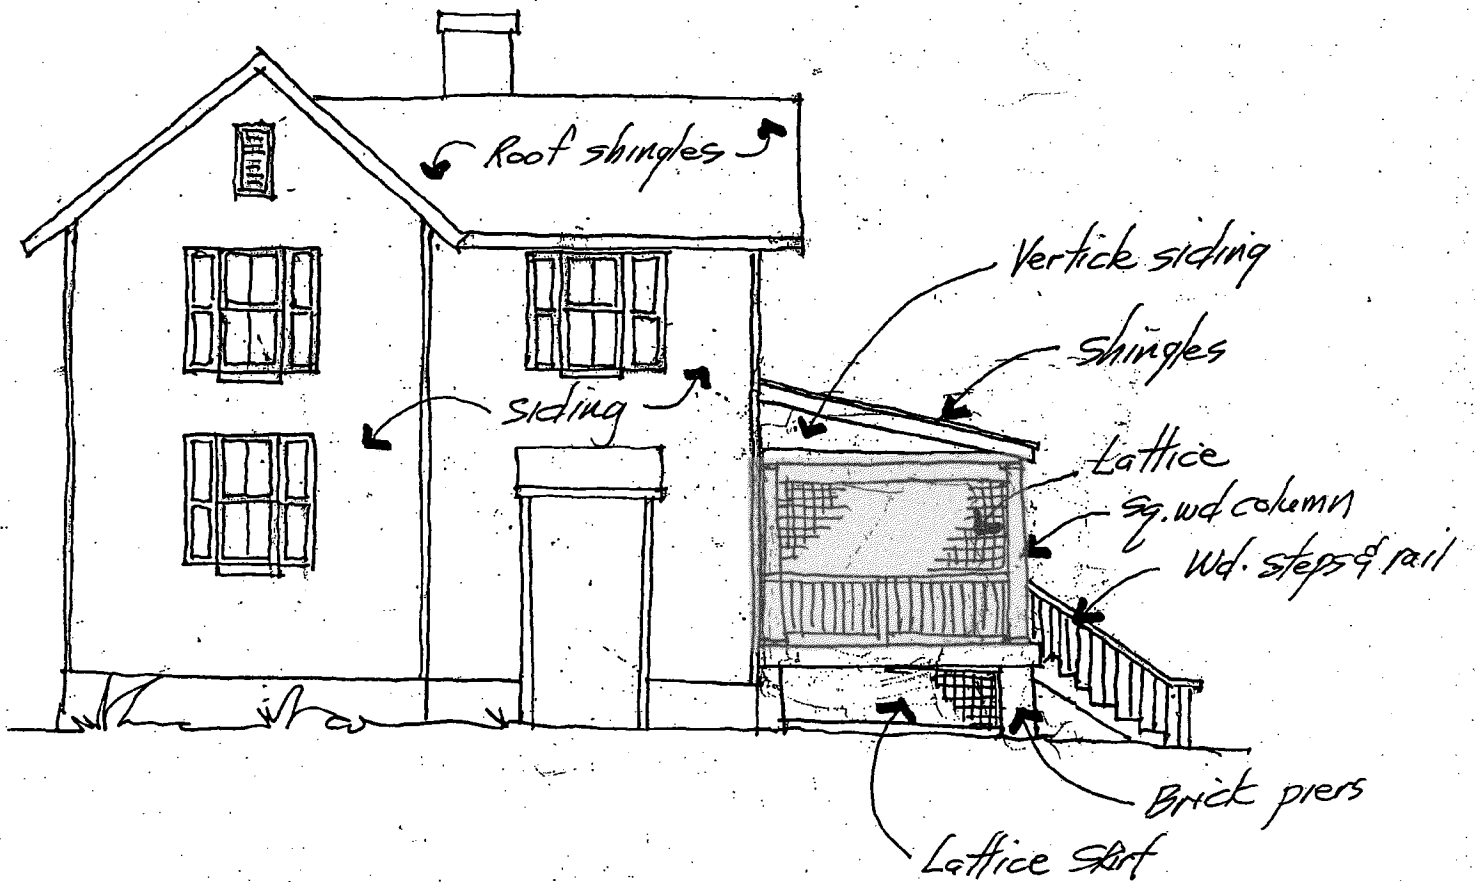 Roof shingles
Vertick siding
shingles
siding
Lattice
sq. wd column
Wd. steps & rail
Brick piers
Lattice Skirt